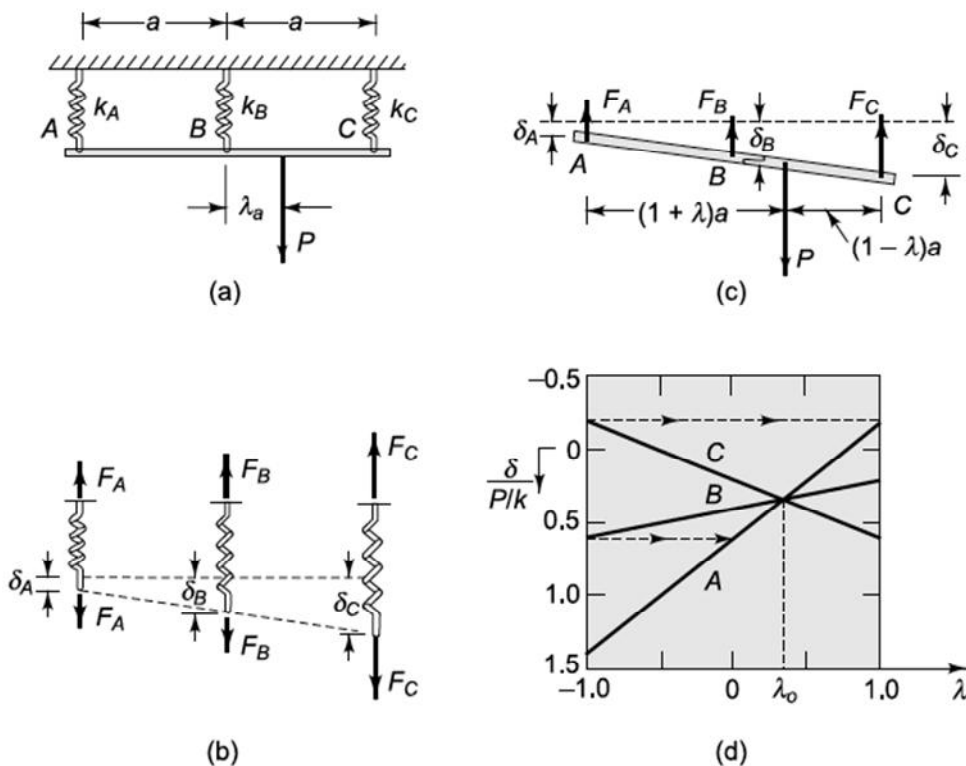 a a
k_A k_B k_C
A B C
λ_a
P
(a)
F_A F_B F_C
δ_A δ_B δ_C
A B C
(1 + λ)a
(1 − λ)a
P
(c)
F_A F_B F_C
δ_A δ_B δ_C
F_A F_B F_C
(b)
−0.5
0
δ
P/k
0.5
1.0
1.5
C
B
A
−1.0 0 λ_o 1.0 λ
(d)